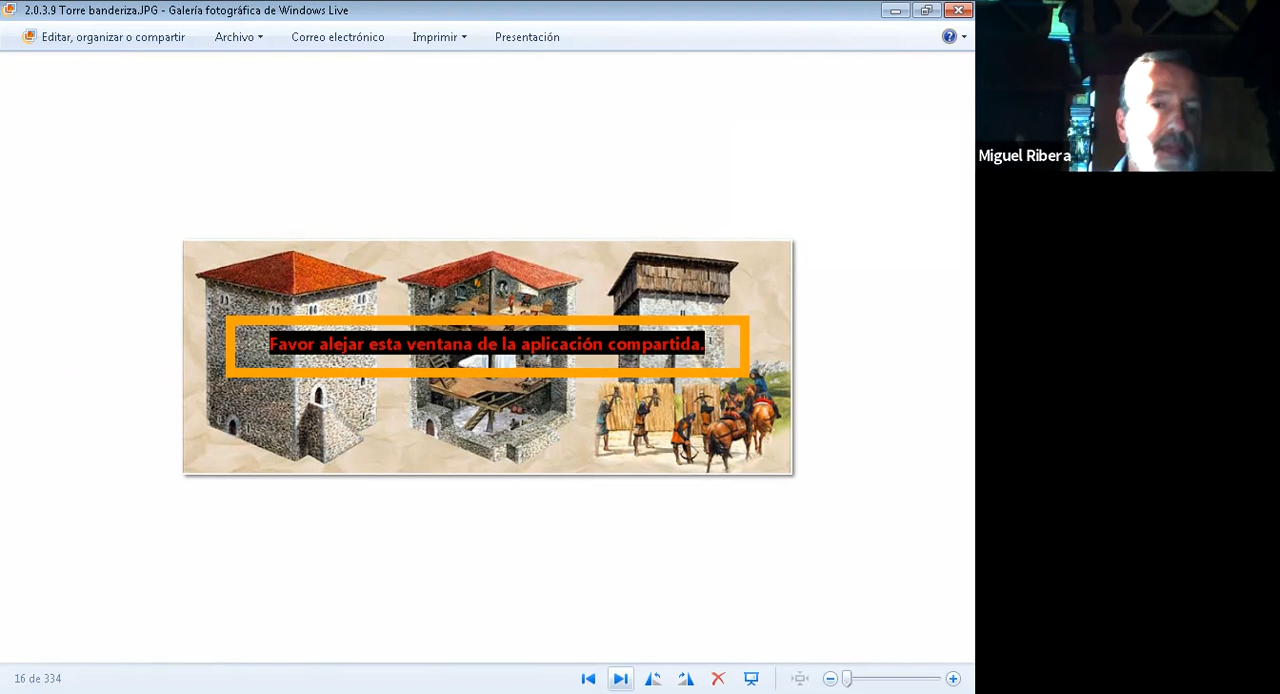 2.0.3.9 Torre banderiza.JPG - Galería fotográfica de Windows Live
Editar, organizar o compartir Archivo Correo electrónico Imprimir Presentación
Miguel Ribera
Favor alejar esta ventana de la aplicación compartida.
16 de 334